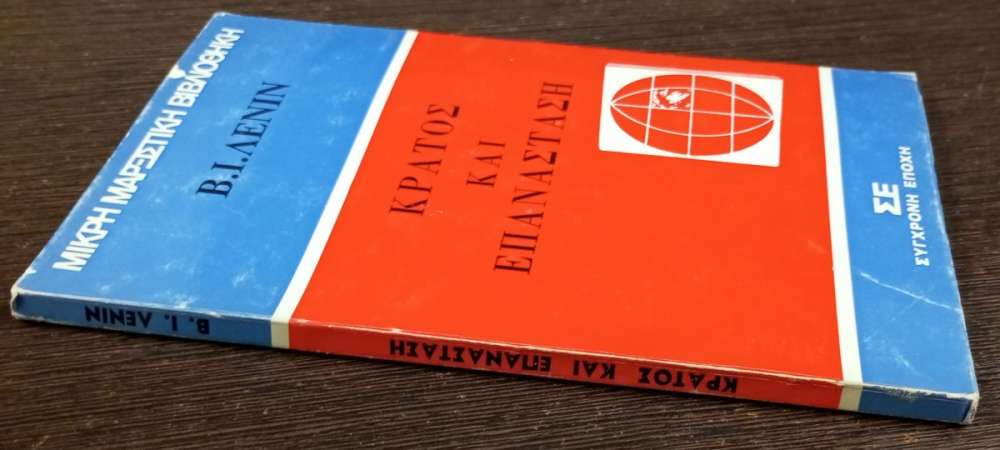 ΜΙΚΡΗ ΜΑΡΞΙΣΤΙΚΗ ΒΙΒΛΙΟΘΗΚΗ
Β.Ι.ΛΕΝΙΝ
ΚΡΑΤΟΣ
ΚΑΙ
ΕΠΑΝΑΣΤΑΣΗ
ΣΕ
ΣΥΓΧΡΟΝΗ ΕΠΟΧΗ
Β. Ι. ΛΕΝΙΝ
ΚΡΑΤΟΣ ΚΑΙ ΕΠΑΝΑΣΤΑΣΗ